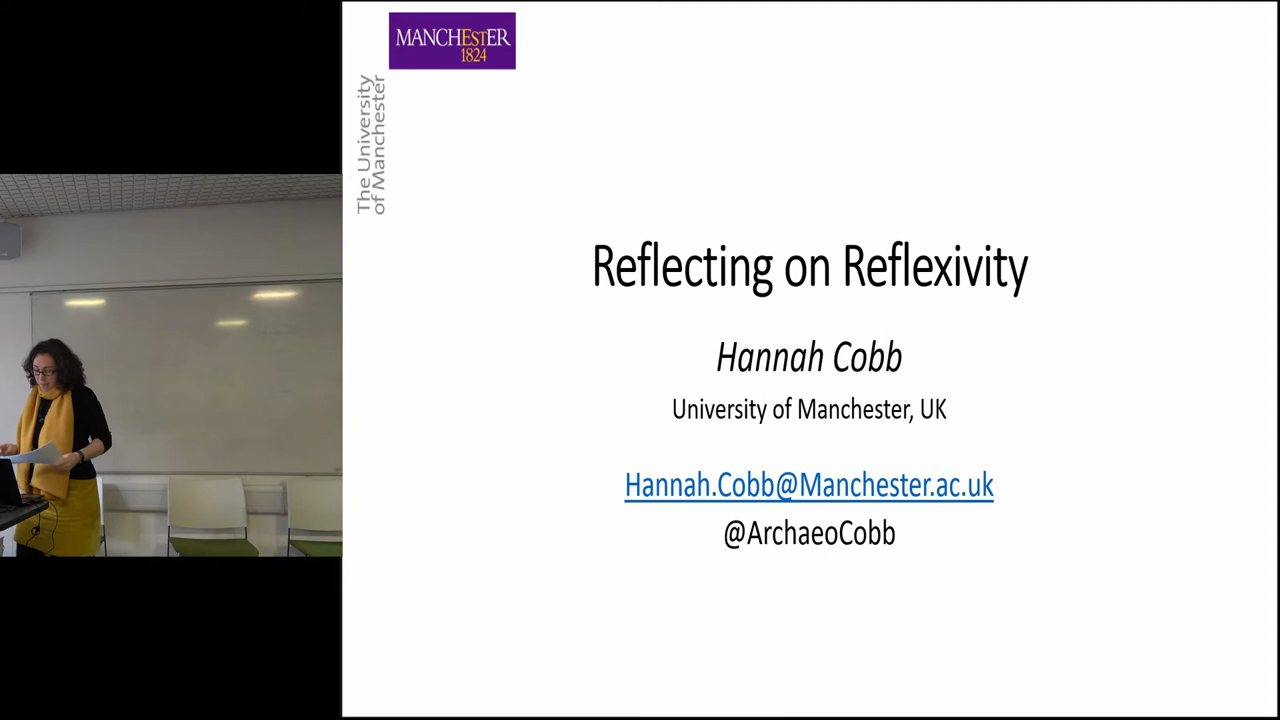 MANCHESTER
1824
The University
of Manchester
Reflecting on Reflexivity
Hannah Cobb
University of Manchester, UK
Hannah.Cobb@Manchester.ac.uk
@ArchaeoCobb